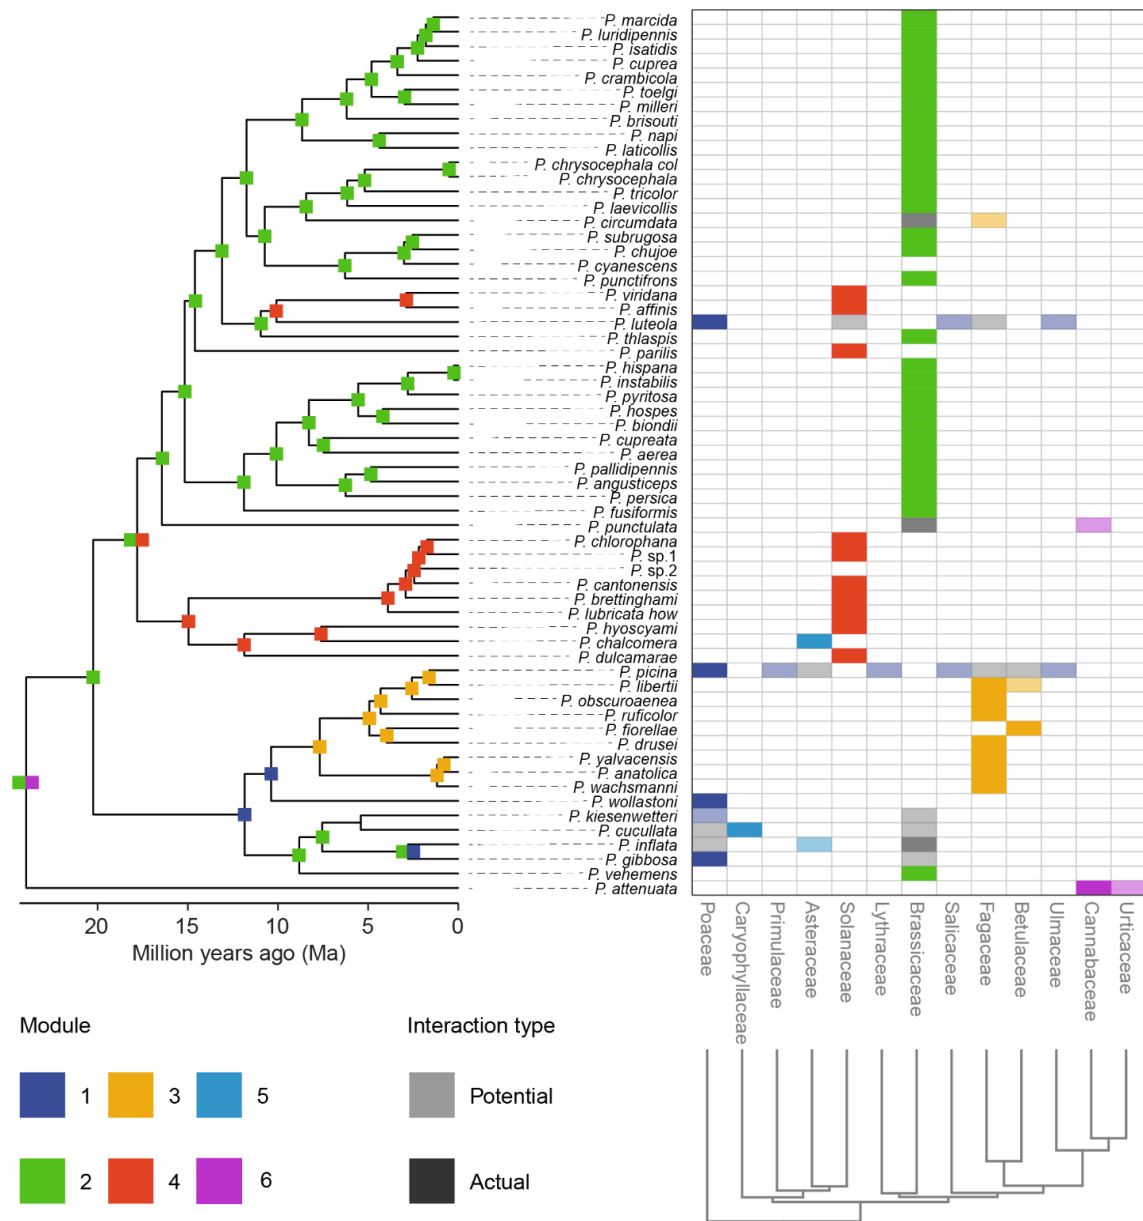 P. marcida
P. luridipennis
P. isatidis
P. cuprea
P. crambicola
P. toelgi
P. milleri
P. brisouti
P. napi
P. laticollis
P. chrysocephala col
P. chrysocephala
P. tricolor
P. laevicollis
P. circumdata
P. subrugosa
P. chujoe
P. cyanescens
P. punctifrons
P. viridana
P. affinis
P. luteola
P. thlaspis
P. parilis
P. hispana
P. instabilis
P. pyritosa
P. hospes
P. biondii
P. cupreata
P. aerea
P. pallidipennis
P. angusticeps
P. persica
P. fusiformis
P. punctulata
P. chlorophana
P. sp.1
P. sp.2
P. cantonensis
P. brettinghami
P. lubricata how
P. hyoscyami
P. chalcomera
P. dulcamarae
P. picina
P. libertii
P. obscuroaenea
P. ruficolor
P. fiorellae
P. drusei
P. yalvacensis
P. anatolica
P. wachsmanni
P. wollastoni
P. kiesenwetteri
P. cucullata
P. inflata
P. gibbosa
P. vehemens
P. attenuata
20 15 10 5 0
Million years ago (Ma)
Poaceae
Caryophyllaceae
Primulaceae
Asteraceae
Solanaceae
Lythraceae
Brassicaceae
Salicaceae
Fagaceae
Betulaceae
Ulmaceae
Cannabaceae
Urticaceae
Module
1 3 5
2 4 6
Interaction type
Potential
Actual